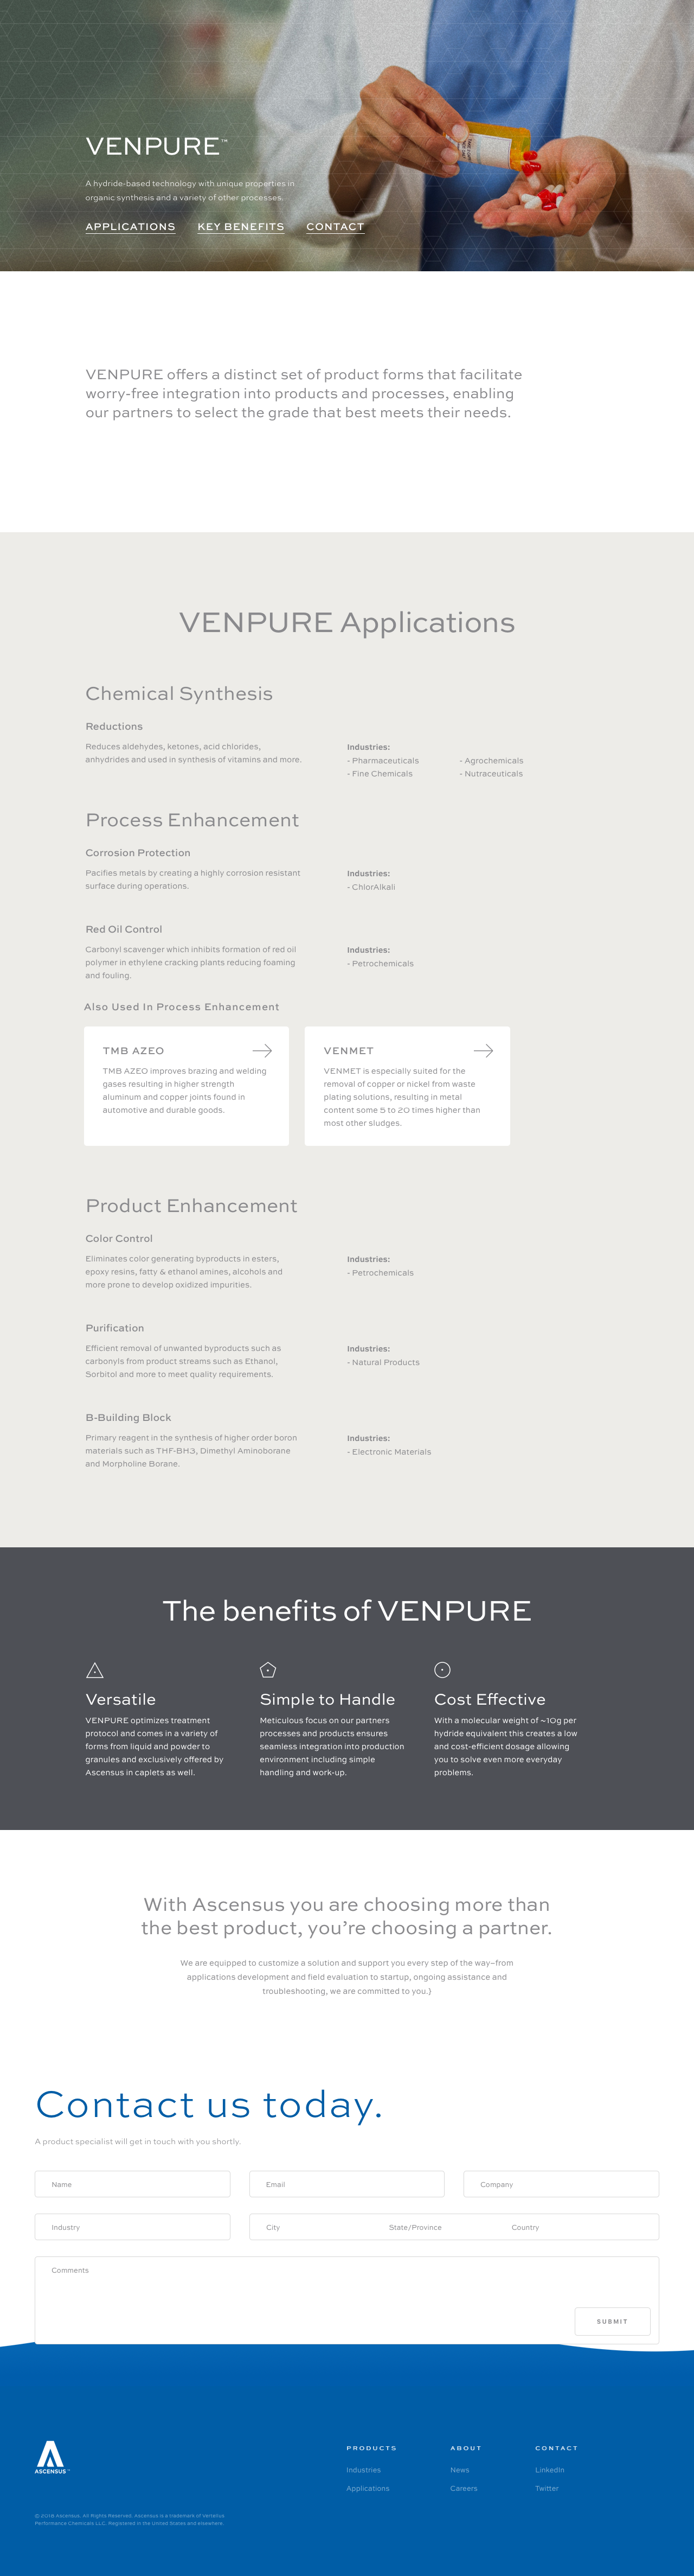 VENPURE™
A hydride-based technology with unique properties in
organic synthesis and a variety of other processes.
APPLICATIONS KEY BENEFITS CONTACT
VENPURE offers a distinct set of product forms that facilitate
worry-free integration into products and processes, enabling
our partners to select the grade that best meets their needs.
VENPURE Applications
Chemical Synthesis
Reductions
Reduces aldehydes, ketones, acid chlorides,
anhydrides and used in synthesis of vitamins and more.
Industries:
- Pharmaceuticals
- Fine Chemicals
- Agrochemicals
- Nutraceuticals
Process Enhancement
Corrosion Protection
Pacifies metals by creating a highly corrosion resistant
surface during operations.
Industries:
- ChlorAlkali
Red Oil Control
Carbonyl scavenger which inhibits formation of red oil
polymer in ethylene cracking plants reducing foaming
and fouling.
Industries:
- Petrochemicals
Also Used In Process Enhancement
TMB AZEO
TMB AZEO improves brazing and welding
gases resulting in higher strength
aluminum and copper joints found in
automotive and durable goods.
VENMET
VENMET is especially suited for the
removal of copper or nickel from waste
plating solutions, resulting in metal
content some 5 to 20 times higher than
most other sludges.
Product Enhancement
Color Control
Eliminates color generating byproducts in esters,
epoxy resins, fatty & ethanol amines, alcohols and
more prone to develop oxidized impurities.
Industries:
- Petrochemicals
Purification
Efficient removal of unwanted byproducts such as
carbonyls from product streams such as Ethanol,
Sorbitol and more to meet quality requirements.
Industries:
- Natural Products
B-Building Block
Primary reagent in the synthesis of higher order boron
materials such as THF-BH3, Dimethyl Aminoborane
and Morpholine Borane.
Industries:
- Electronic Materials
The benefits of VENPURE
Versatile
VENPURE optimizes treatment
protocol and comes in a variety of
forms from liquid and powder to
granules and exclusively offered by
Ascensus in caplets as well.
Simple to Handle
Meticulous focus on our partners
processes and products ensures
seamless integration into production
environment including simple
handling and work-up.
Cost Effective
With a molecular weight of ~10g per
hydride equivalent this creates a low
and cost-efficient dosage allowing
you to solve even more everyday
problems.
With Ascensus you are choosing more than
the best product, you’re choosing a partner.
We are equipped to customize a solution and support you every step of the way–from
applications development and field evaluation to startup, ongoing assistance and
troubleshooting, we are committed to you.}
Contact us today.
A product specialist will get in touch with you shortly.
Name Email Company
Industry City State/Province Country
Comments
SUBMIT
ASCENSUS™
PRODUCTS
Industries
Applications
ABOUT
News
Careers
CONTACT
LinkedIn
Twitter
© 2018 Ascensus. All Rights Reserved. Ascensus is a trademark of Vertellus
Performance Chemicals LLC. Registered in the United States and elsewhere.